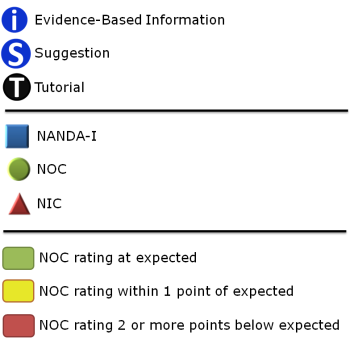 i Evidence-Based Information
S Suggestion
T Tutorial
NANDA-I
NOC
NIC
NOC rating at expected
NOC rating within 1 point of expected
NOC rating 2 or more points below expected